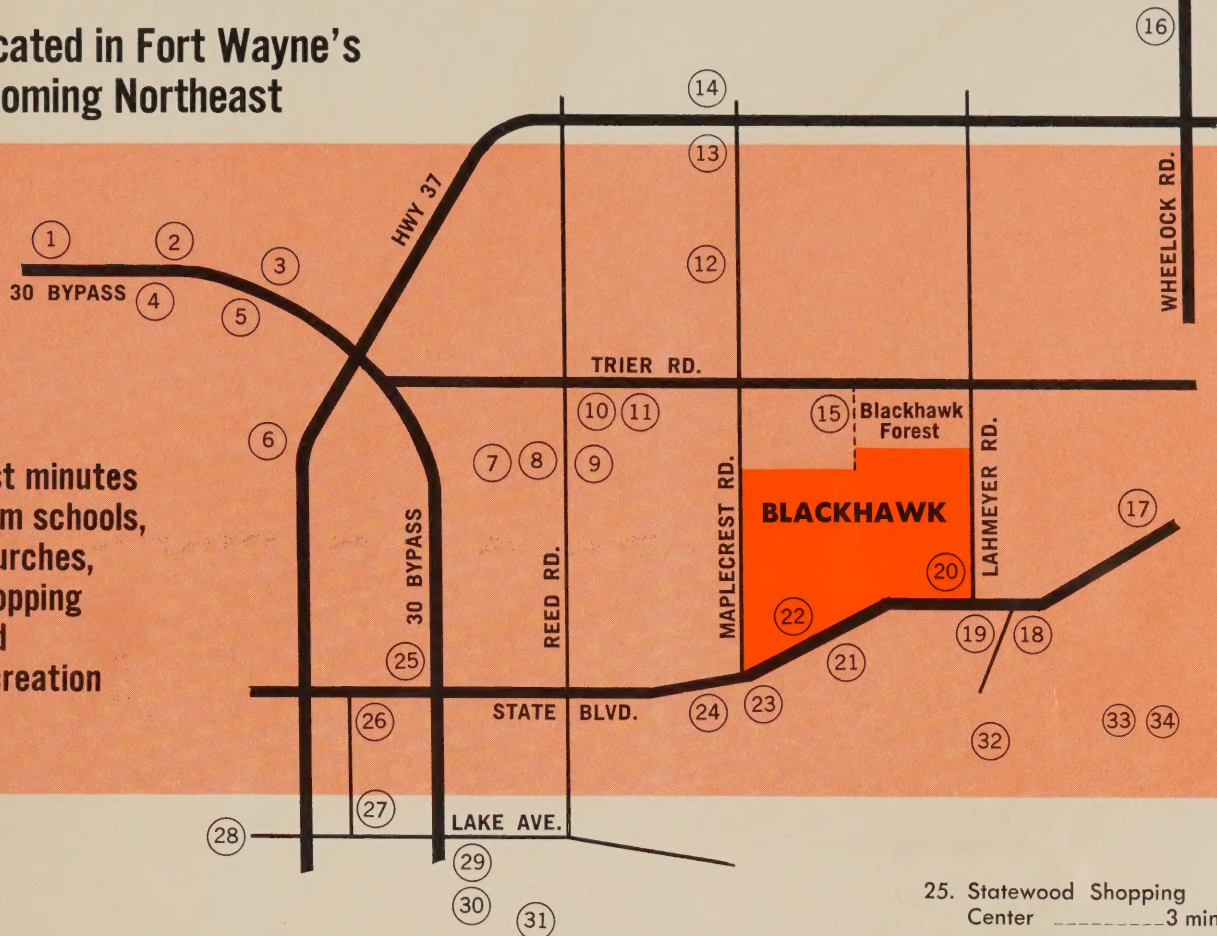 cated in Fort Wayne's
oming Northeast
16
14
13
HWY 37
WHEELOCK RD.
1
2
3
12
30 BYPASS
4
5
TRIER RD.
6
10
11
15
Blackhawk
Forest
7
8
9
LAHMEYER RD.
MAPLECREST RD.
st minutes
m schools,
urches,
opping
d
creation
BLACKHAWK
17
30 BYPASS
REED RD.
20
22
19
18
21
25
STATE BLVD.
24
23
26
33
34
32
27
28
LAKE AVE.
29
30
31
25. Statewood Shopping
Center __________3 min